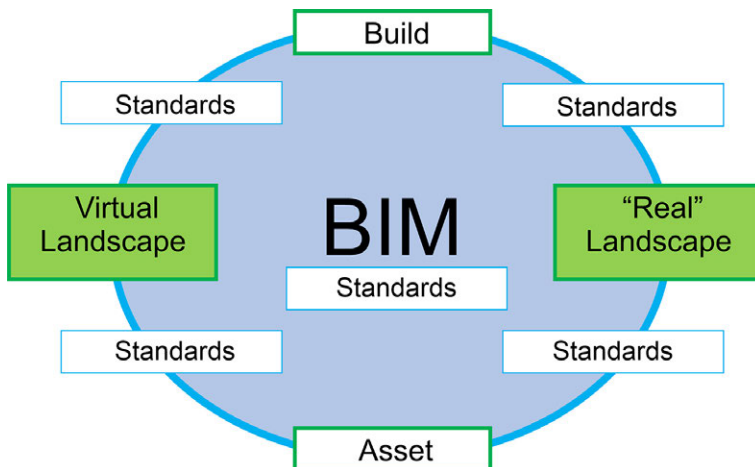 Build
Standards
Standards
Virtual
Landscape
BIM
Standards
“Real”
Landscape
Standards
Standards
Asset